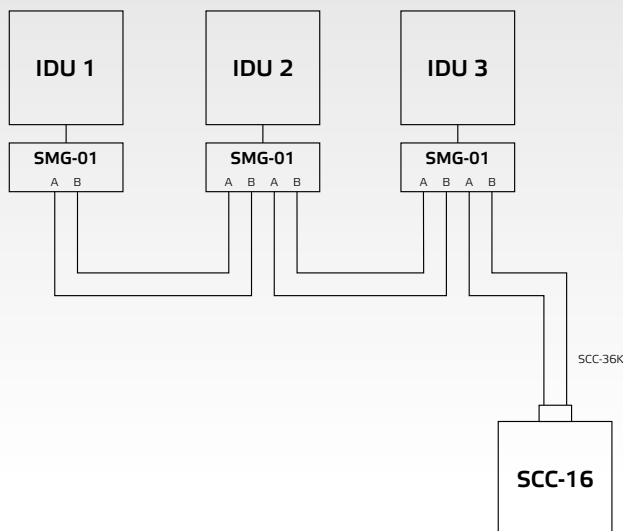 IDU 1 IDU 2 IDU 3
SMG-01 SMG-01 SMG-01
A B A B A B A B A B
SCC-36K
SCC-16